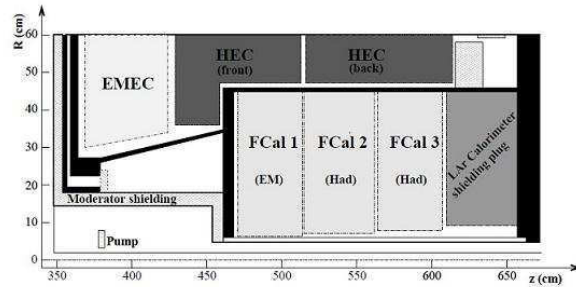 R (cm)
60
50
40
30
20
10
0
EMEC
HEC
(front)
HEC
(back)
FCal 1
(EM)
FCal 2
(Had)
FCal 3
(Had)
LAr Calorimeter
shielding plug
Moderator shielding
Pump
350 400 450 500 550 600 650 z (cm)